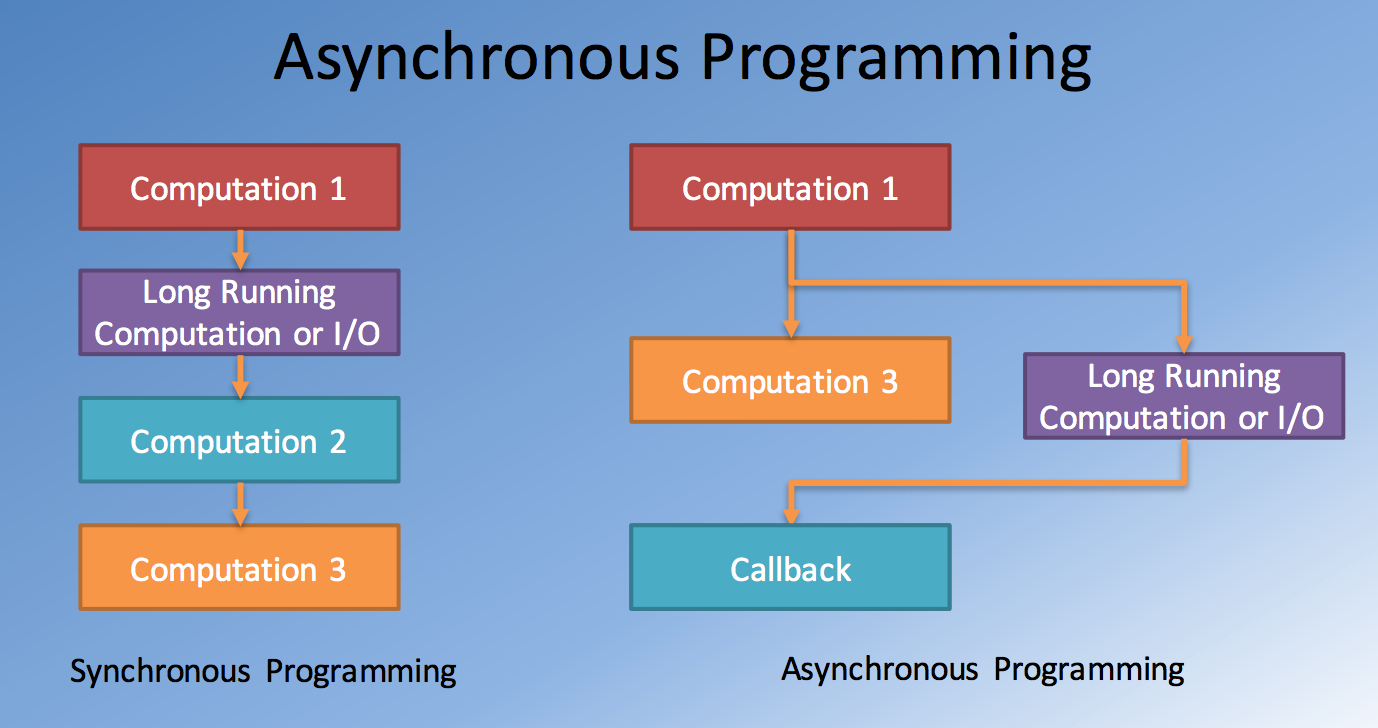 Asynchronous Programming
Computation 1
Long Running
Computation or I/O
Computation 2
Computation 3
Synchronous Programming
Computation 1
Computation 3
Long Running
Computation or I/O
Callback
Asynchronous Programming